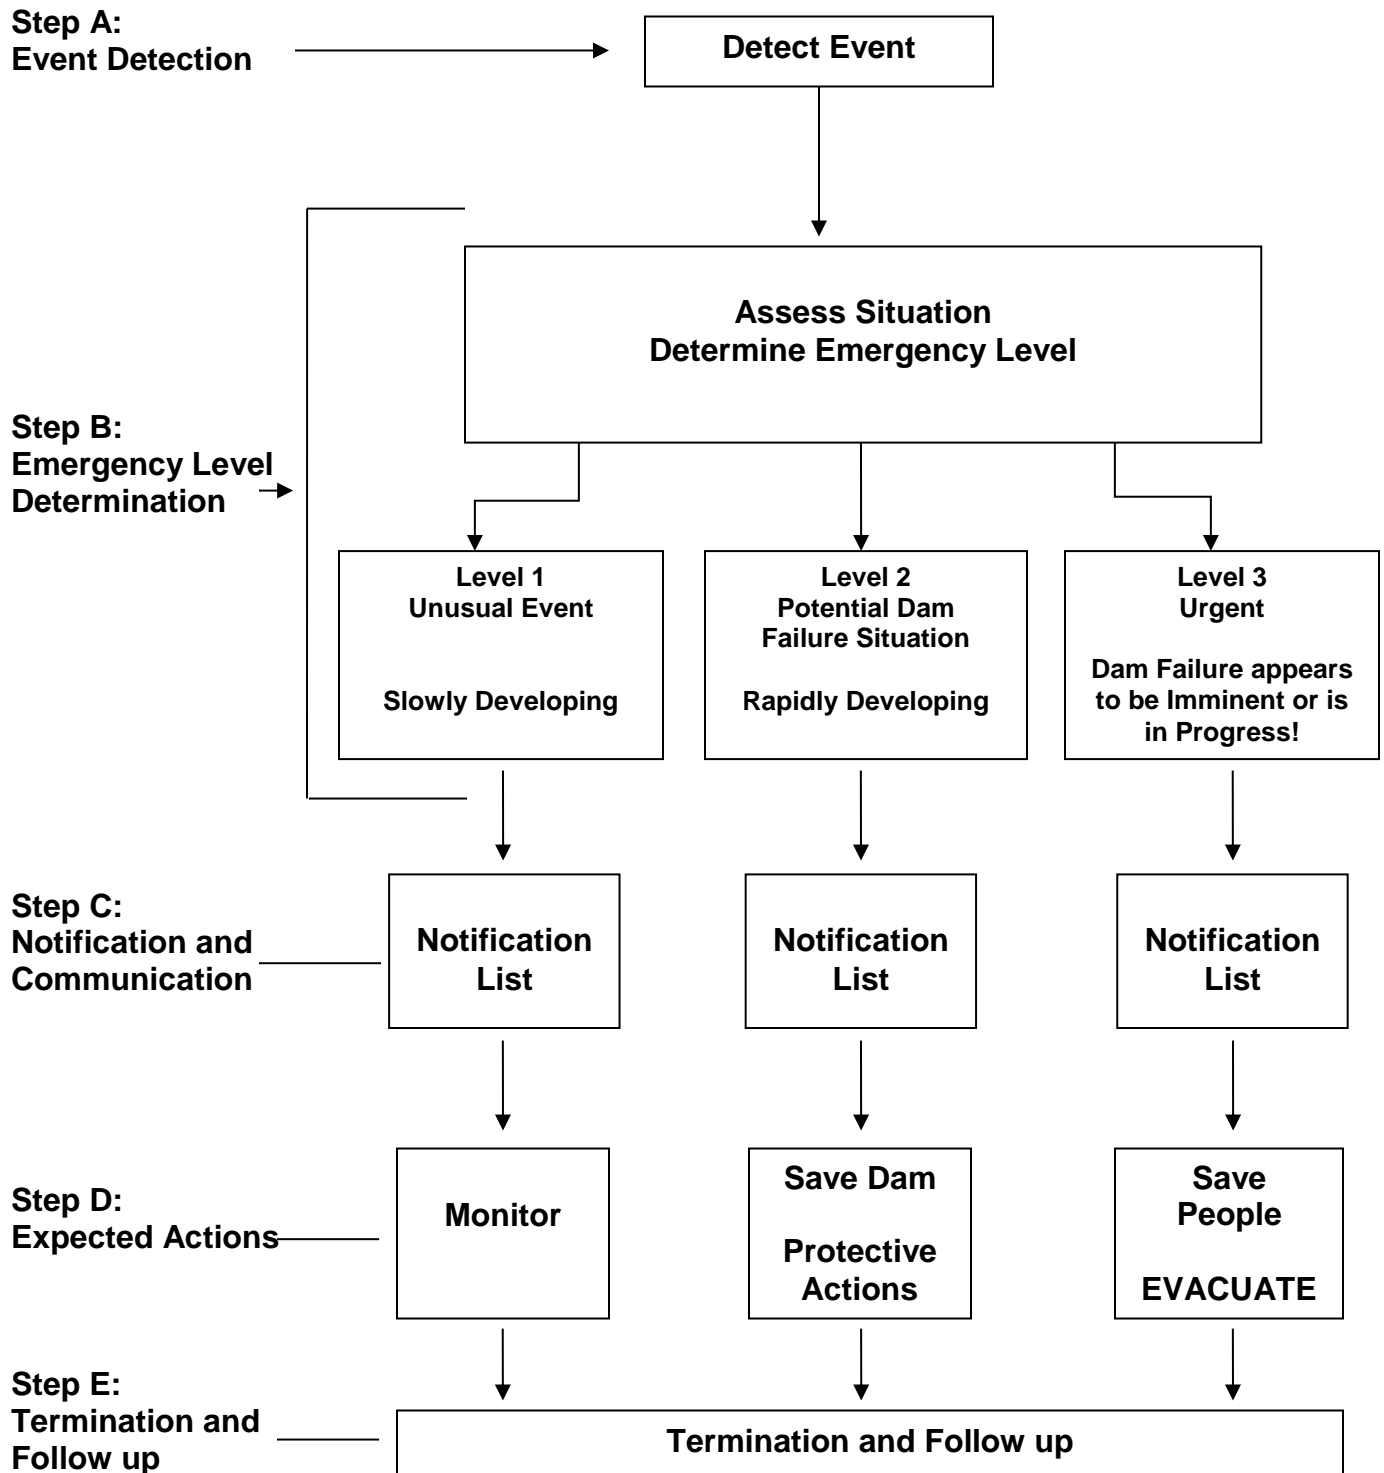 Step A:
Event Detection
Detect Event
Assess Situation
Determine Emergency Level
Step B:
Emergency Level
Determination
Level 1
Unusual Event
Slowly Developing
Level 2
Potential Dam
Failure Situation
Rapidly Developing
Level 3
Urgent
Dam Failure appears
to be Imminent or is
in Progress!
Step C:
Notification and
Communication
Notification
List
Notification
List
Notification
List
Step D:
Expected Actions
Monitor
Save Dam
Protective
Actions
Save
People
EVACUATE
Step E:
Termination and
Follow up
Termination and Follow up